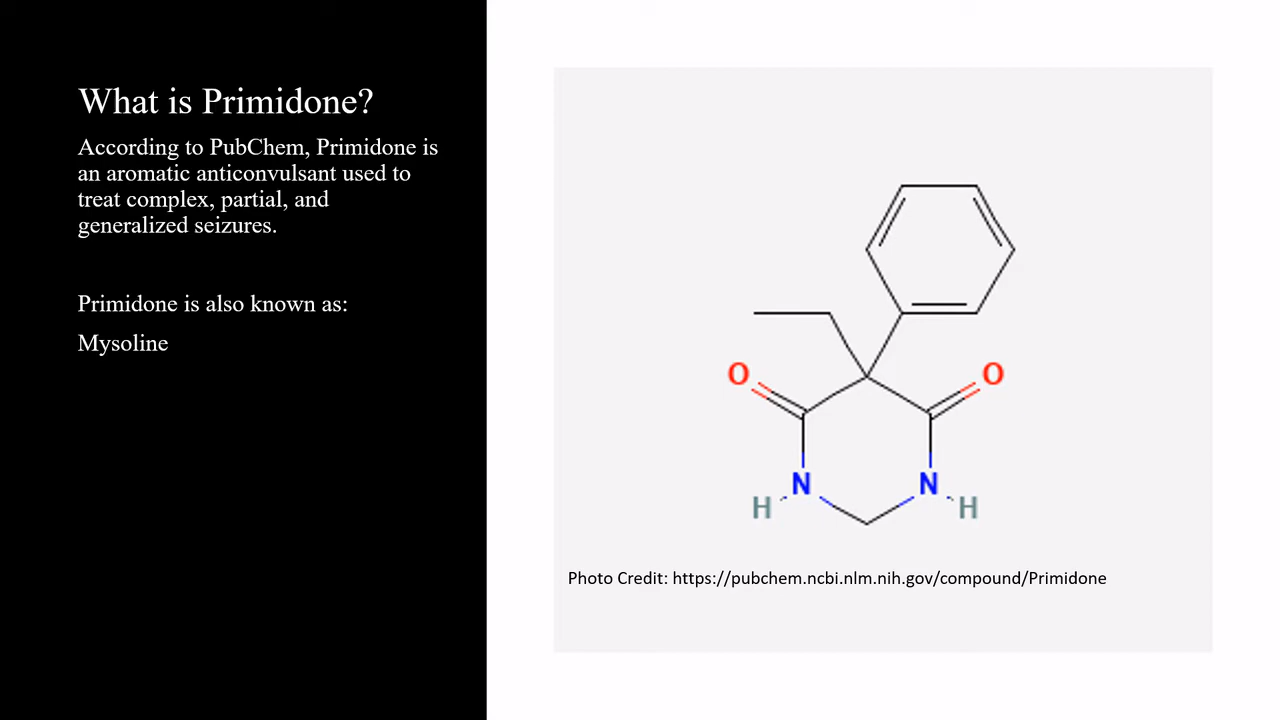 What is Primidone?
According to PubChem, Primidone is
an aromatic anticonvulsant used to
treat complex, partial, and
generalized seizures.
Primidone is also known as:
Mysoline
O
O
N
N
H
H
Photo Credit: https://pubchem.ncbi.nlm.nih.gov/compound/Primidone